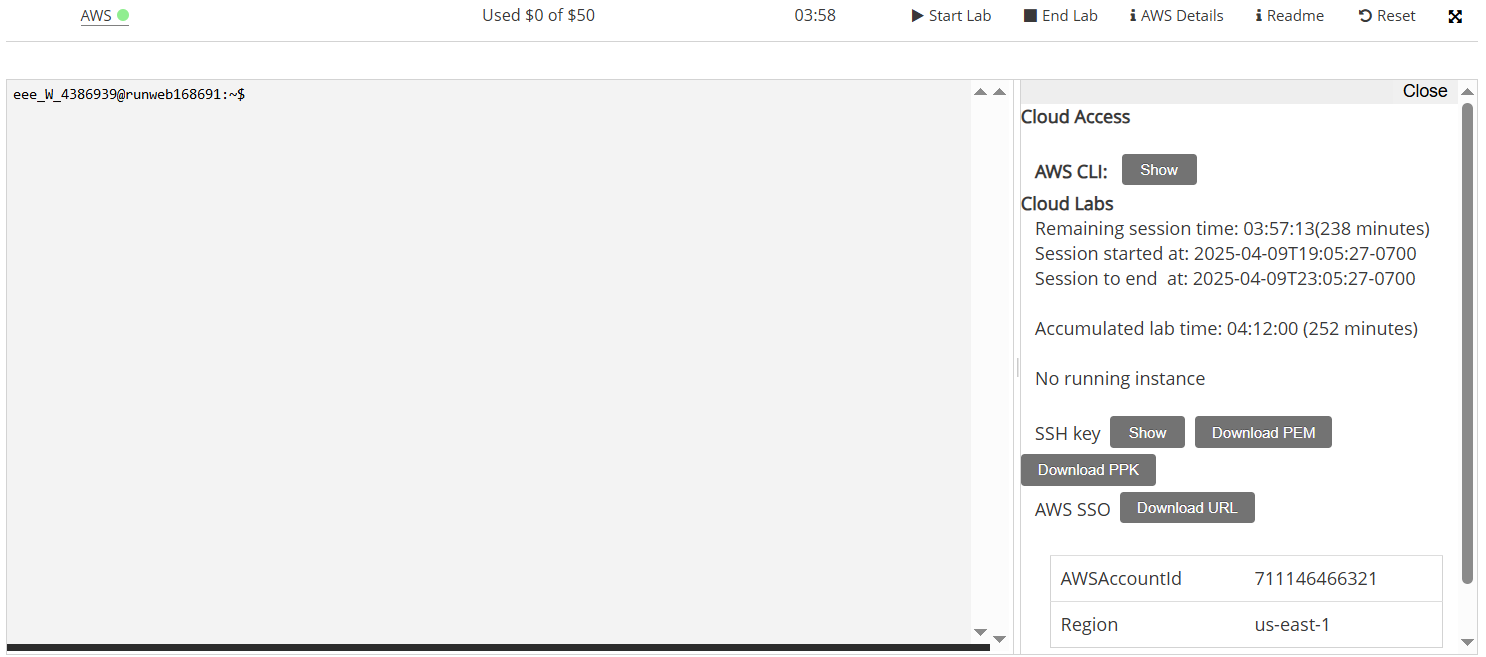 AWS Used $0 of $50 03:58 Start Lab End Lab AWS Details Readme Reset
eee_W_4386939@runweb168691:~$
Close
Cloud Access
AWS CLI: Show
Cloud Labs
Remaining session time: 03:57:13(238 minutes)
Session started at: 2025-04-09T19:05:27-0700
Session to end at: 2025-04-09T23:05:27-0700
Accumulated lab time: 04:12:00 (252 minutes)
No running instance
SSH key Show Download PEM
Download PPK
AWS SSO Download URL
AWSAccountId 711146466321
Region us-east-1